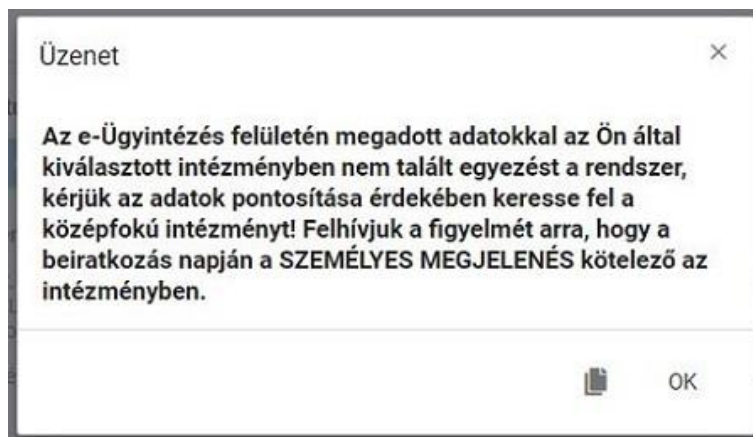 Üzenet
Az e-Ügyintézés felületén megadott adatokkal az Ön által
kiválasztott intézményben nem talált egyezést a rendszer,
kérjük az adatok pontosítása érdekében keresse fel a
középfokú intézményt! Felhívjuk a figyelmét arra, hogy a
beiratkozás napján a SZEMÉLYES MEGJELENÉS kötelező az
intézményben.
OK